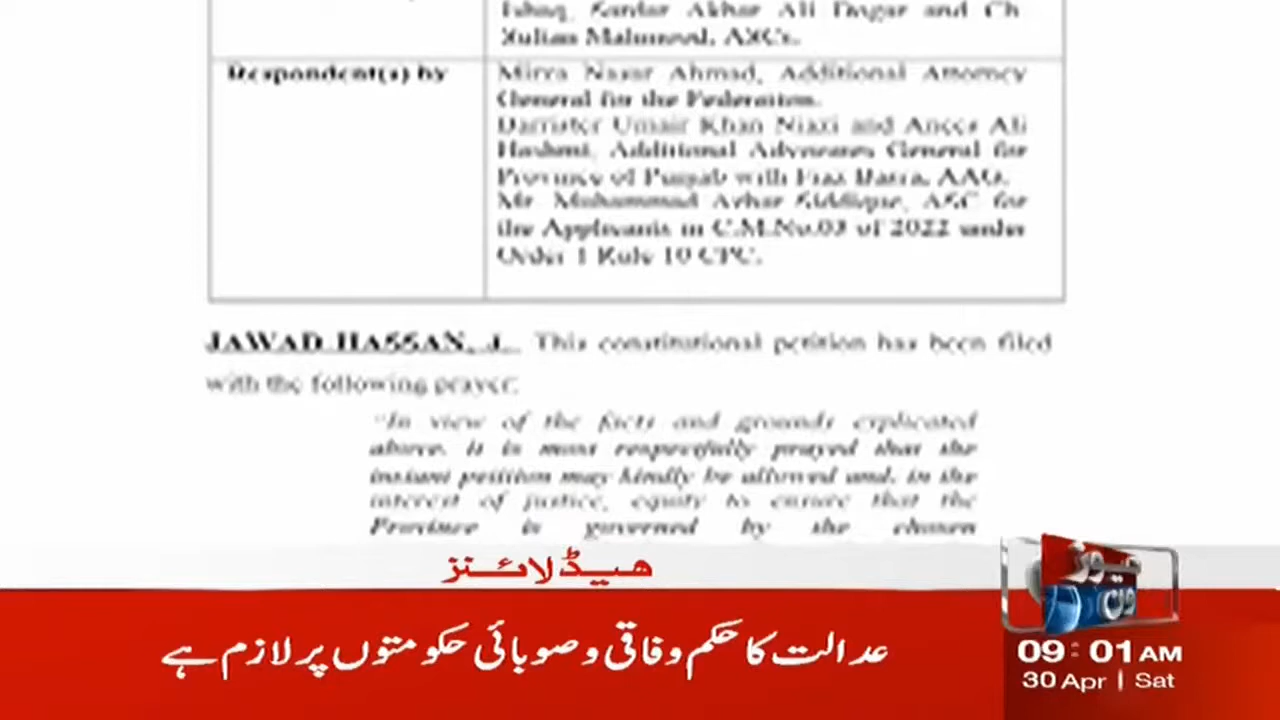 Ishaq, Sardar Akbar Ali Dogar and Ch.
Sultan Mahmood, ASCs.
Respondent(s) by
Mirza Nasar Ahmad, Additional Attorney
General for the Federation.
Barrister Umair Khan Niazi and Anees Ali
Hashmi, Additional Advocates General for
Province of Punjab with AAG.
Mr. Muhammad Azhar Siddique, ASC for
the Applicants in C.M.No.03 of 2022 under
Order 1 Rule 10 CPC.
JAWAD HASSAN, J. This constitutional petition has been filed
with the following prayer:
"In view of the facts and grounds explicated
above, it is most respectfully prayed that the
instant petition may kindly be allowed and, in the
interest of justice, equity to ensure that the
Province is governed by the chosen
ہیڈلائنز
عدالت کا حکم وفاقی و صوبائی حکومتوں پر لازم ہے
نیوز
ون
09:01 AM
30 Apr | Sat